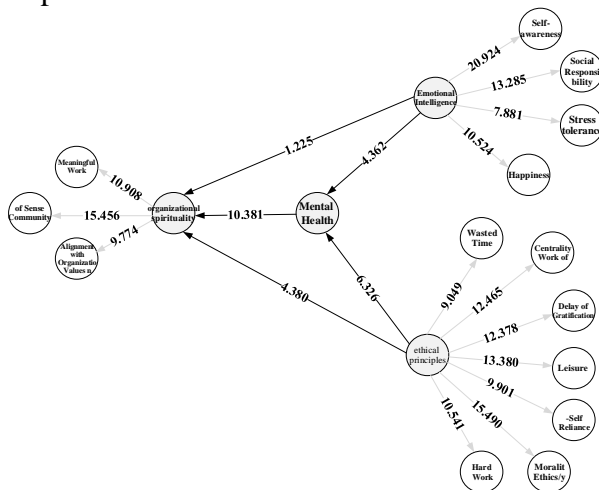 Self-
awareness
20.924
Social
Responsi
bility
13.285
Emotional
Intelligence
7.881
Stress
tolerance
10.524
Happiness
1.225
4.362
Meaningful
Work
10.908
of Sense
Community
15.456
organizational
spirituality
10.381
Mental
Health
9.774
Alignment
with
Organizatio
Values n
Wasted
Time
Centrality
Work of
6.326
4.380
9.049
12.465
Delay of
Gratification
12.378
ethical
principles
13.380
Leisure
9.901
-Self
Reliance
10.541
15.490
Hard
Work
Moralit
Ethics/y